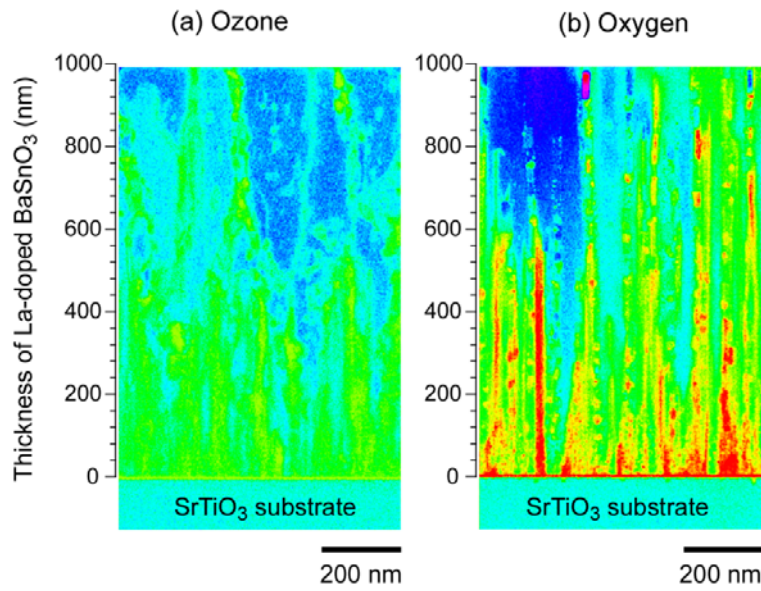 (a) Ozone
(b) Oxygen
Thickness of La-doped BaSnO₃ (nm)
1000
800
600
400
200
0
1000
800
600
400
200
0
SrTiO₃ substrate
SrTiO₃ substrate
200 nm
200 nm